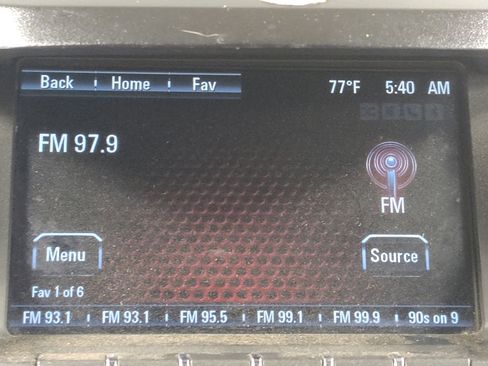 Back Home Fav 77°F 5:40 AM
FM 97.9
FM
Menu Source
Fav 1 of 6
FM 93.1 FM 93.1 FM 95.5 FM 99.1 FM 99.9 90s on 9